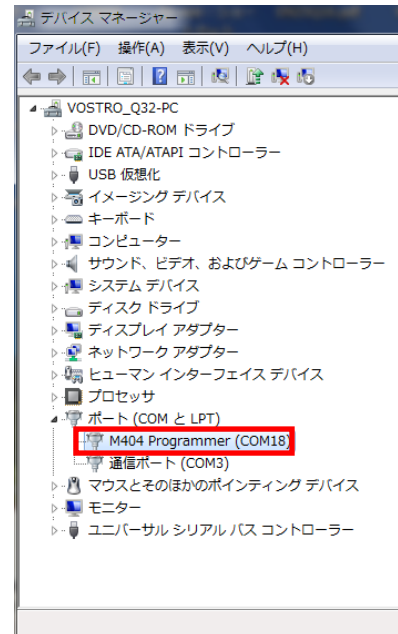 デバイス マネージャー
ファイル(F) 操作(A) 表示(V) ヘルプ(H)
VOSTRO_Q32-PC
DVD/CD-ROM ドライブ
IDE ATA/ATAPI コントローラー
USB 仮想化
イメージング デバイス
キーボード
コンピューター
サウンド、ビデオ、およびゲーム コントローラー
システム デバイス
ディスク ドライブ
ディスプレイ アダプター
ネットワーク アダプター
ヒューマン インターフェイス デバイス
プロセッサ
ポート (COM と LPT)
M404 Programmer (COM18)
通信ポート (COM3)
マウスとそのほかのポインティング デバイス
モニター
ユニバーサル シリアル バス コントローラー